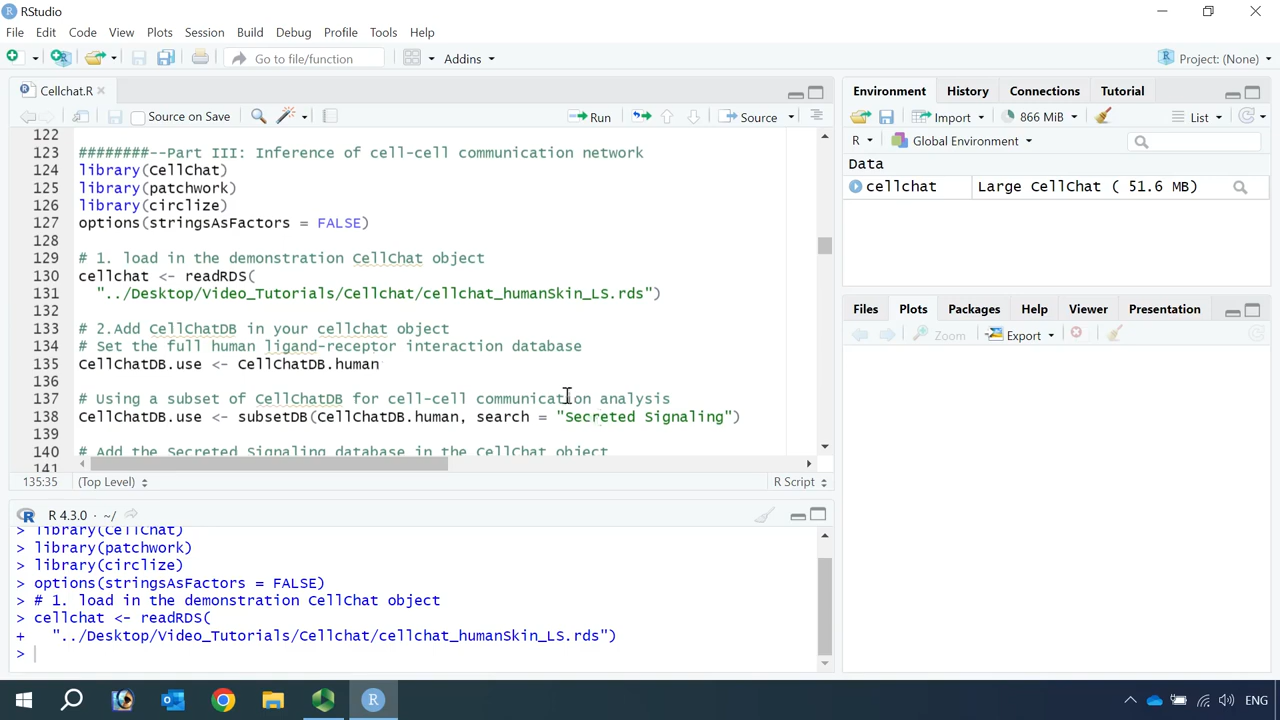 RStudio
File Edit Code View Plots Session Build Debug Profile Tools Help
Go to file/function Addins Project: (None)
Cellchat.R
Source on Save Run Source
122
123 ########--Part III: Inference of cell-cell communication network
124 library(CellChat)
125 library(patchwork)
126 library(circlize)
127 options(stringsAsFactors = FALSE)
128
129 # 1. load in the demonstration CellChat object
130 cellchat <- readRDS(
131 "../Desktop/Video_Tutorials/Cellchat/cellchat_humanSkin_LS.rds")
132
133 # 2.Add CellChatDB in your cellchat object
134 # Set the full human ligand-receptor interaction database
135 CellChatDB.use <- CellChatDB.human
136
137 # Using a subset of CellChatDB for cell-cell communication analysis
138 CellChatDB.use <- subsetDB(CellChatDB.human, search = "Secreted Signaling")
139
140 # Add the Secreted Signaling database in the CellChat object
141
135:35 (Top Level) R Script
R 4.3.0 · ~/
> library(CellChat)
> library(patchwork)
> library(circlize)
> options(stringsAsFactors = FALSE)
> # 1. load in the demonstration CellChat object
> cellchat <- readRDS(
+ "../Desktop/Video_Tutorials/Cellchat/cellchat_humanSkin_LS.rds")
>
Environment History Connections Tutorial
Import 866 MiB List
R Global Environment
Data
cellchat Large CellChat ( 51.6 MB)
Files Plots Packages Help Viewer Presentation
Zoom Export
R ENG